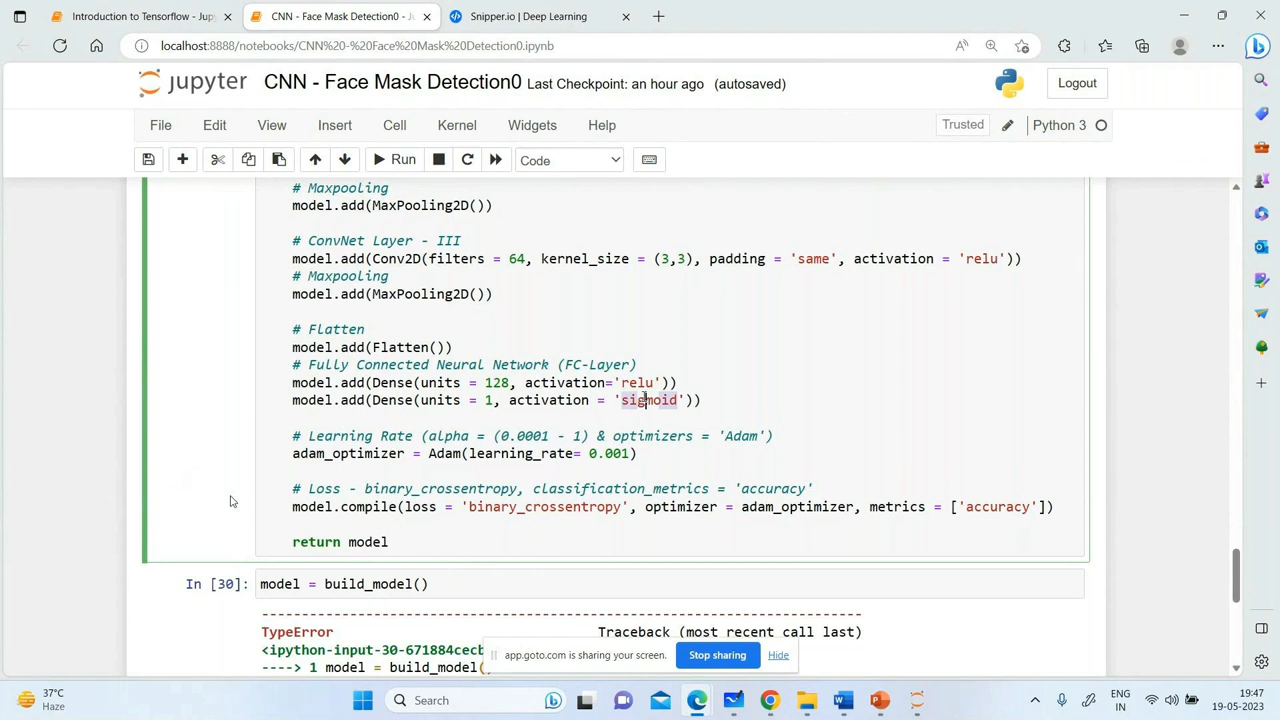 Introduction to Tensorflow - Jupy
CNN - Face Mask Detection0 - J
Snipper.io | Deep Learning
localhost:8888/notebooks/CNN%20-%20Face%20Mask%20Detection0.ipynb
jupyter CNN - Face Mask Detection0 Last Checkpoint: an hour ago (autosaved)
Logout
File Edit View Insert Cell Kernel Widgets Help
Trusted Python 3
Run Code
# Maxpooling
model.add(MaxPooling2D())
# ConvNet Layer - III
model.add(Conv2D(filters = 64, kernel_size = (3,3), padding = 'same', activation = 'relu'))
# Maxpooling
model.add(MaxPooling2D())
# Flatten
model.add(Flatten())
# Fully Connected Neural Network (FC-Layer)
model.add(Dense(units = 128, activation='relu'))
model.add(Dense(units = 1, activation = 'sigmoid'))
# Learning Rate (alpha = (0.0001 - 1) & optimizers = 'Adam')
adam_optimizer = Adam(learning_rate= 0.001)
# Loss - binary_crossentropy, classification_metrics = 'accuracy'
model.compile(loss = 'binary_crossentropy', optimizer = adam_optimizer, metrics = ['accuracy'])
return model
In [30]: model = build_model()
---------------------------------------------------------------------------
TypeError Traceback (most recent call last)
<ipython-input-30-671884cecb
----> 1 model = build_model(
app.goto.com is sharing your screen. Stop sharing Hide
37°C
Haze
Search
ENG
IN
19:47
19-05-2023